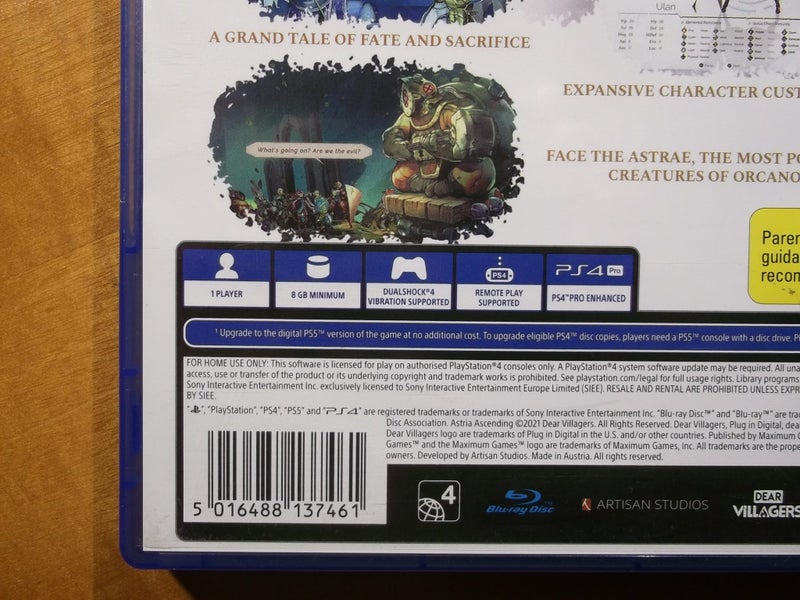 A GRAND TALE OF FATE AND SACRIFICE
Ulan
EXPANSIVE CHARACTER CUST
What's going on? Are we the evil?
FACE THE ASTRAE, THE MOST PO
CREATURES OF ORCANO
Paren
guida
recon
1 PLAYER
8 GB MINIMUM
DUALSHOCK®4
VIBRATION SUPPORTED
PS4
REMOTE PLAY
SUPPORTED
PS4 Pro
PS4™PRO ENHANCED
¹ Upgrade to the digital PS5™ version of the game at no additional cost. To upgrade eligible PS4™ disc copies, players need a PS5™ console with a disc drive. Pl
FOR HOME USE ONLY: This software is licensed for play on authorised PlayStation®4 consoles only. A PlayStation®4 system software update may be required. All una
access, use or transfer of the product or its underlying copyright and trademark works is prohibited. See playstation.com/legal for full usage rights. Library programs
Sony Interactive Entertainment Inc. exclusively licensed to Sony Interactive Entertainment Europe Limited (SIEE). RESALE AND RENTAL ARE PROHIBITED UNLESS EXPR
BY SIEE.
" ", "PlayStation", "PS4", "PS5" and "PS4" are registered trademarks or trademarks of Sony Interactive Entertainment Inc. "Blu-ray Disc™" and "Blu-ray™" are trad
Disc Association. Astria Ascending ©2021 Dear Villagers. All Rights Reserved. Dear Villagers, Plug in Digital, dea
Dear Villagers logo are trademarks of Plug in Digital in the U.S. and/or other countries. Published by Maximum G
Games™ and the Maximum Games™ logo are trademarks of Maximum Games, Inc. All trademarks are the prope
owners. Developed by Artisan Studios. Made in Austria. All rights reserved.
5 016488 137461
4
Blu-ray Disc™
ARTISAN STUDIOS
DEAR
VILLAGERS